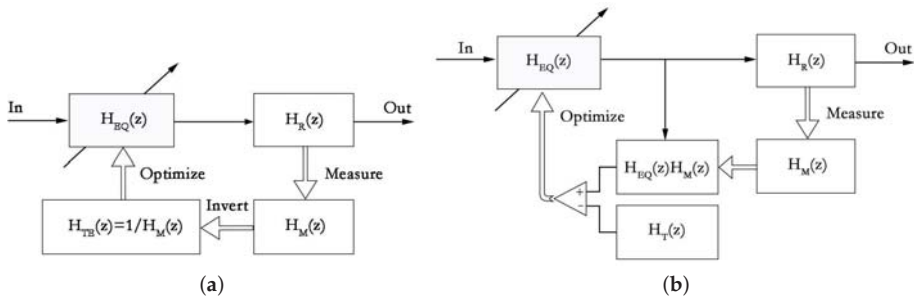 In
H_EQ(z)
H_R(z)
Out
Optimize
Measure
Invert
H_TE(z)=1/H_M(z)
H_M(z)
(a)
In
H_EQ(z)
H_R(z)
Out
Optimize
Measure
H_EQ(z)H_M(z)
H_M(z)
+
-
H_T(z)
(b)